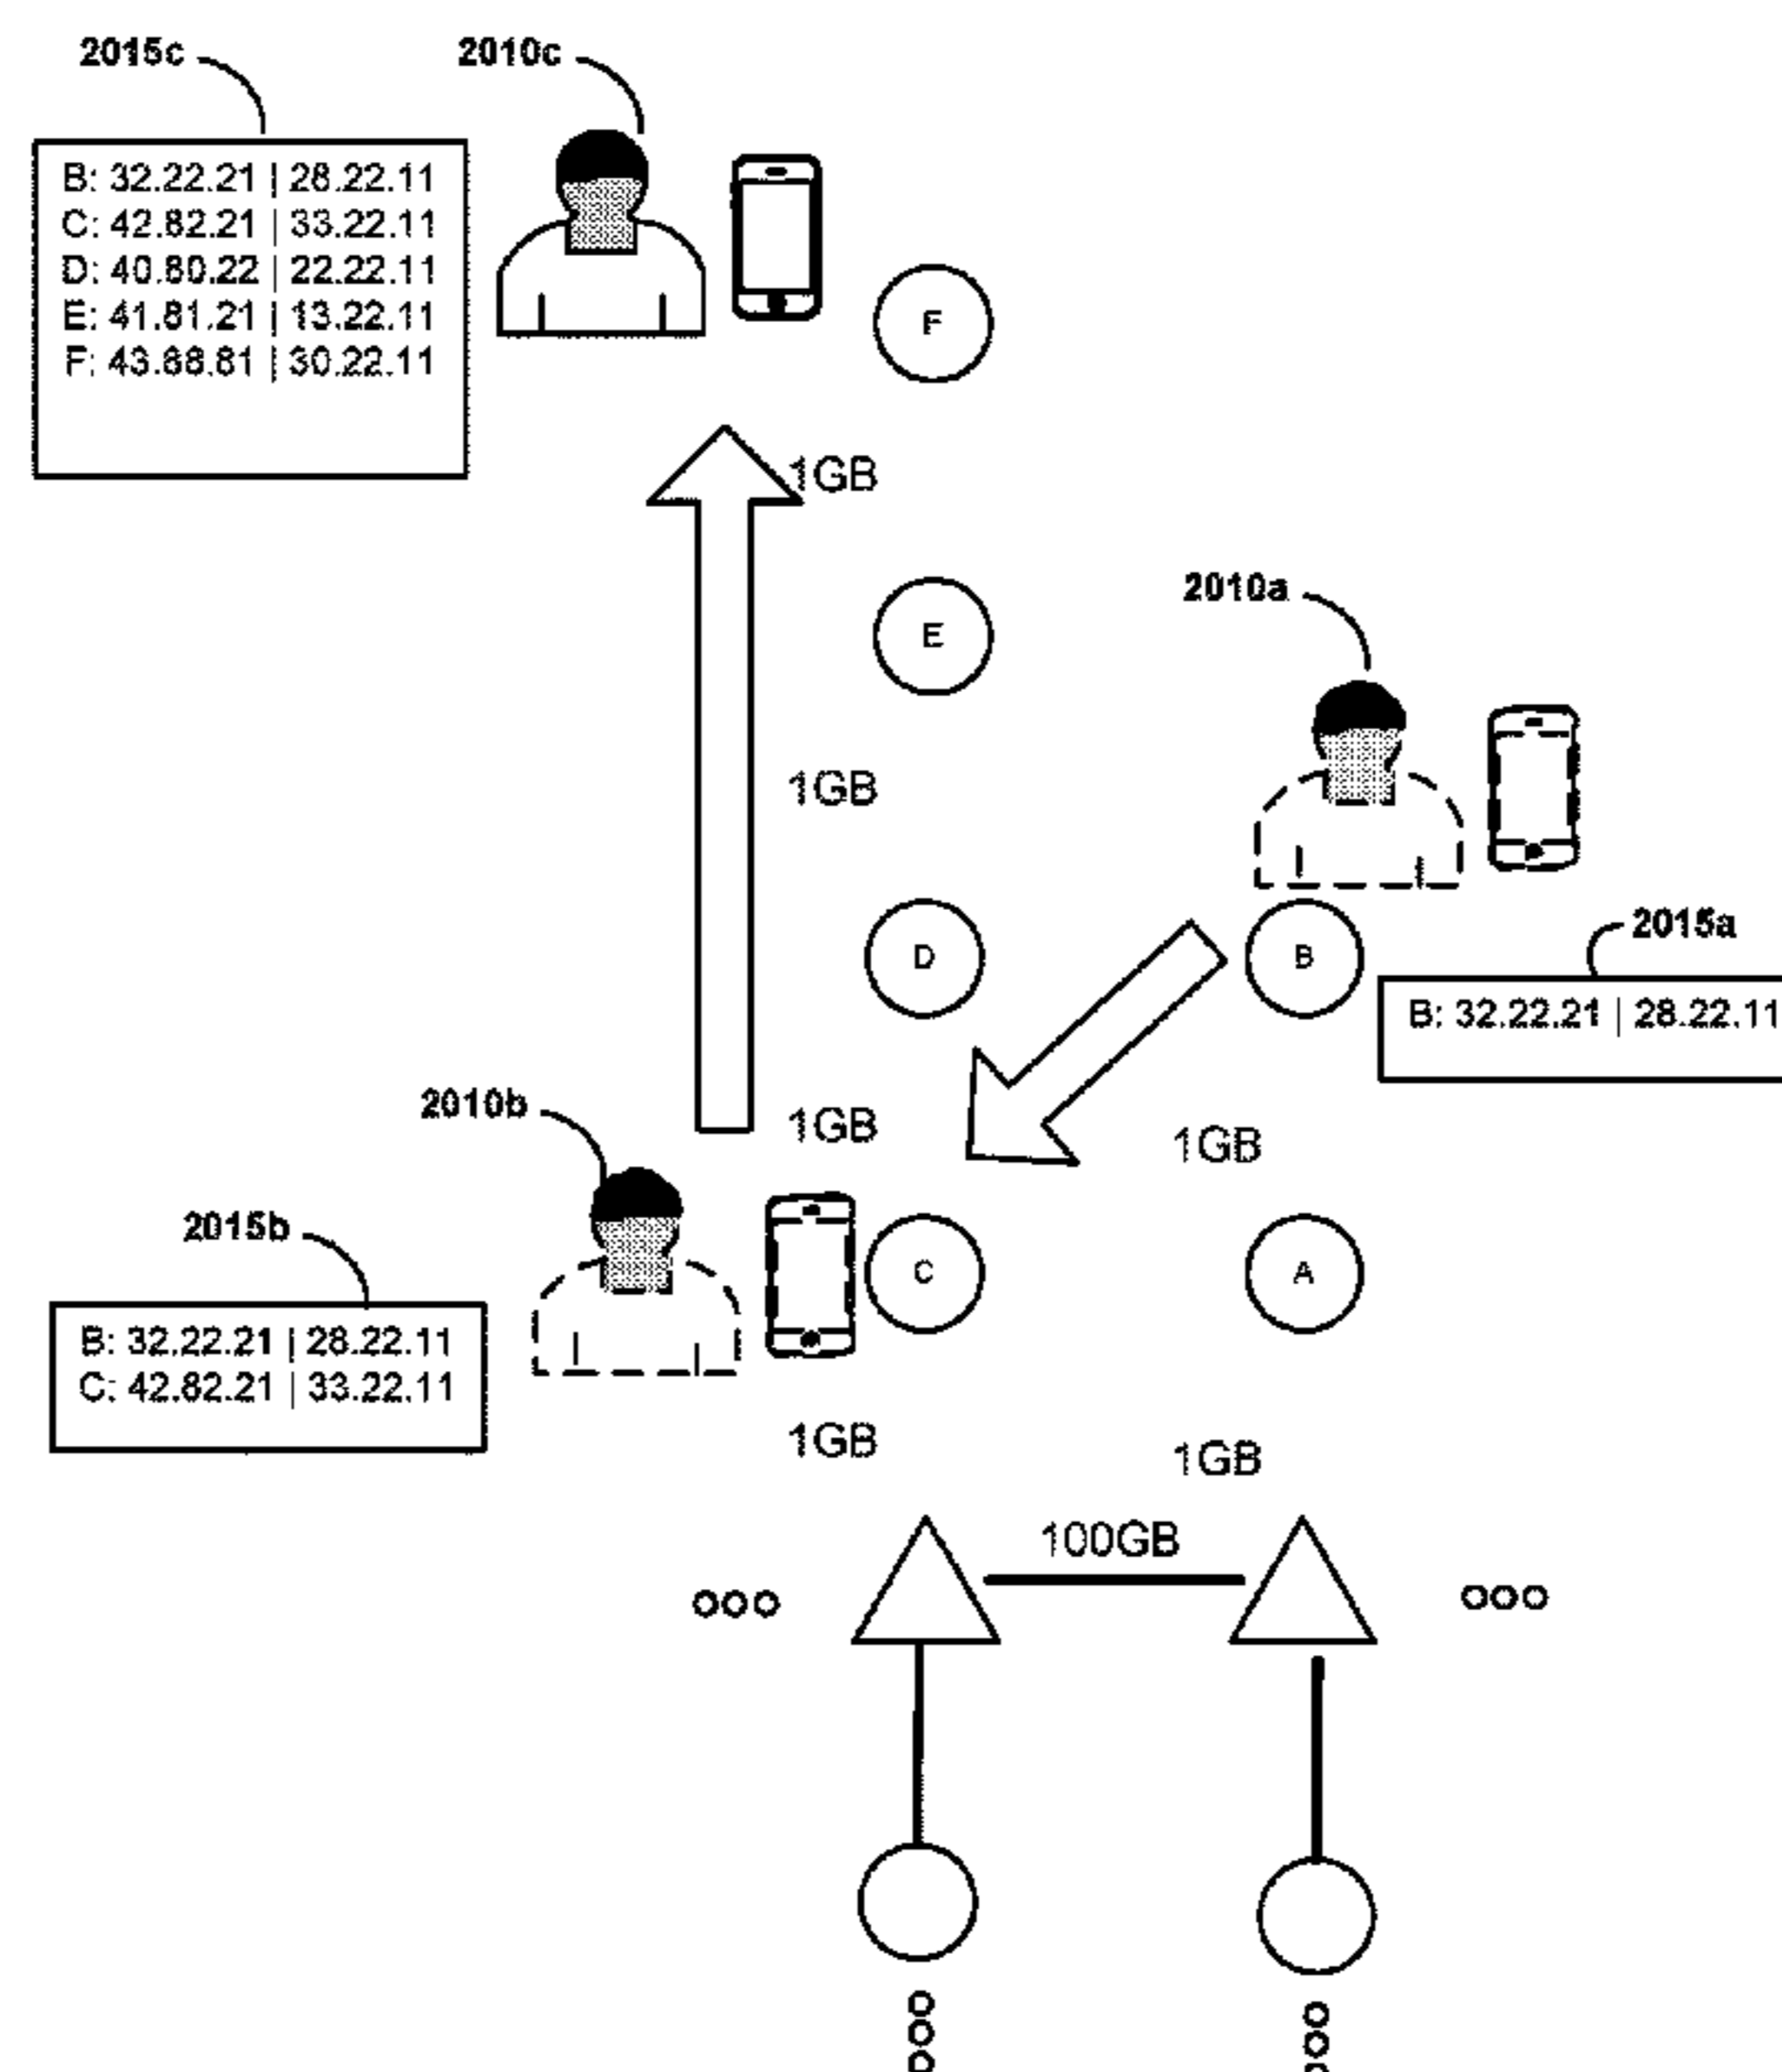 2015c
2010c
B: 32.22.21 | 28.22.11
C: 42.82.21 | 33.22.11
D: 40.80.22 | 22.22.11
E: 41.81.21 | 13.22.11
F: 43.88.81 | 30.22.11
F
1GB
2010a
E
1GB
D
B
2015a
B: 32.22.21 | 28.22.11
2010b
1GB
1GB
2015b
C
A
B: 32.22.21 | 28.22.11
C: 42.82.21 | 33.22.11
1GB
1GB
100GB